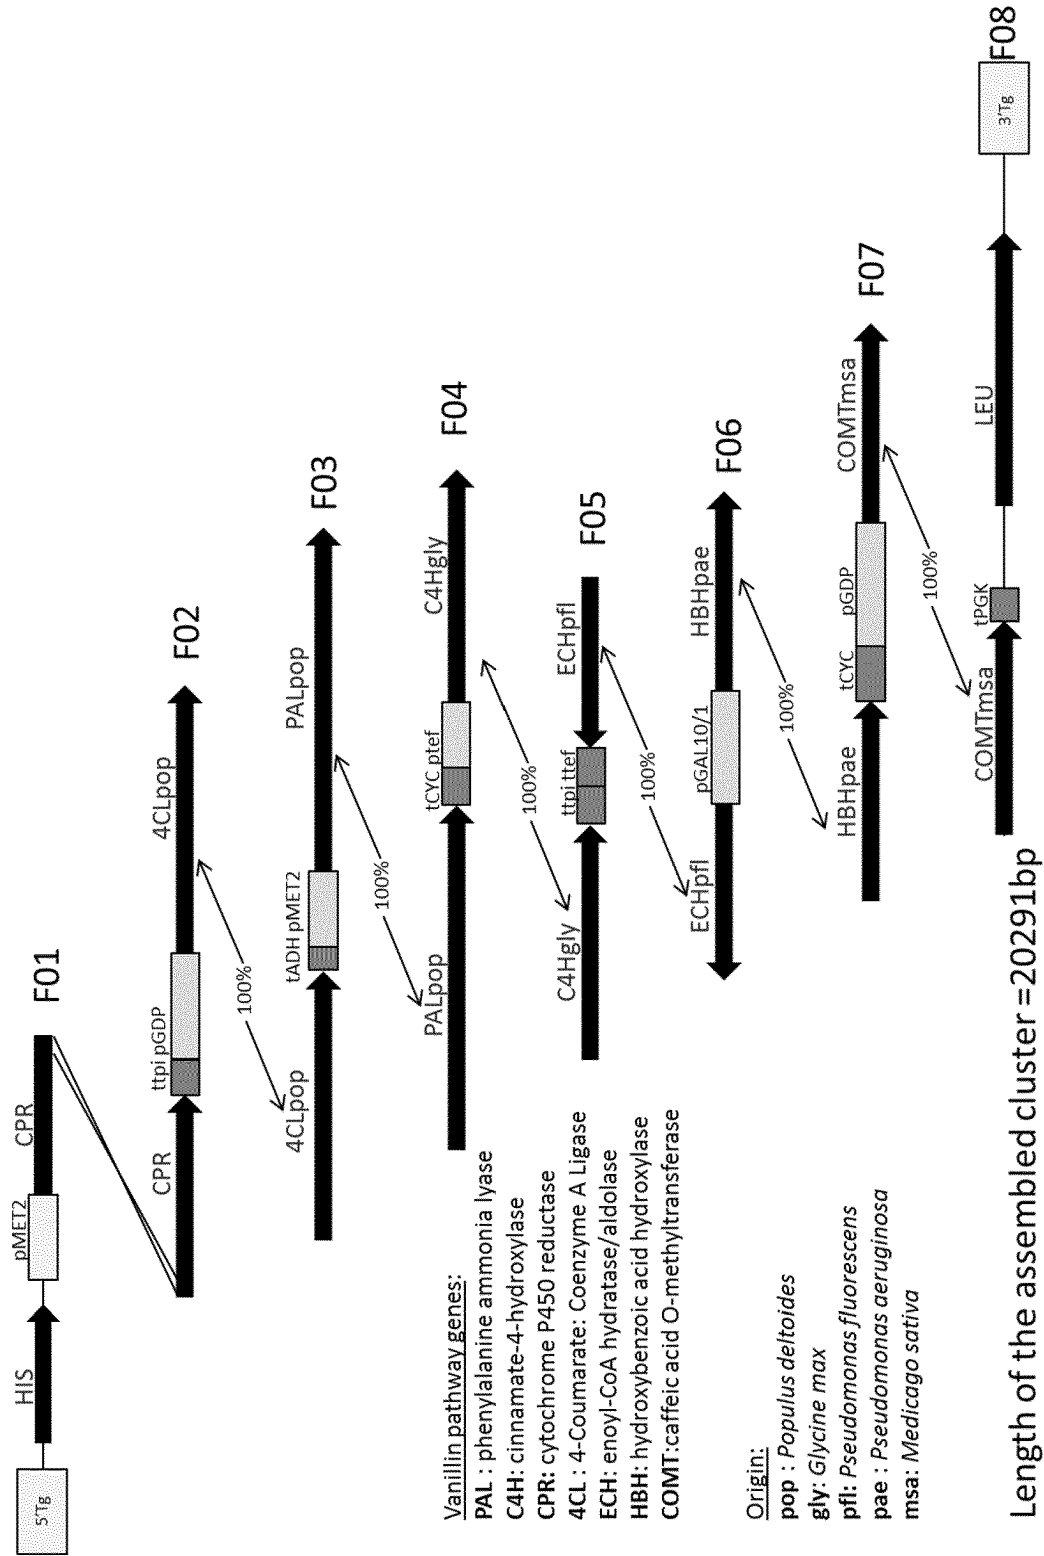 5'Tg
HIS
pMET2
CPR
F01
CPR
ttpi pGDP
4CLpop
F02
100%
4CLpop
tADH pMET2
PALpop
F03
100%
PALpop
tCYC ptef
C4Hgly
F04
100%
C4Hgly
ttpi ttef
ECHpfl
F05
100%
ECHpfl
pGAL10/1
HBHpae
F06
100%
HBHpae
tCYC
pGDP
COMTmsa
F07
100%
COMTmsa
tPGK
LEU
3'Tg
F08
Vanillin pathway genes:
PAL : phenylalanine ammonia lyase
C4H: cinnamate-4-hydroxylase
CPR: cytochrome P450 reductase
4CL : 4-Coumarate: Coenzyme A Ligase
ECH: enoyl-CoA hydratase/aldolase
HBH: hydroxybenzoic acid hydroxylase
COMT:caffeic acid O-methyltransferase
Origin:
pop : Populus deltoides
gly: Glycine max
pfl: Pseudomonas fluorescens
pae : Pseudomonas aeruginosa
msa: Medicago sativa
Length of the assembled cluster =20291bp